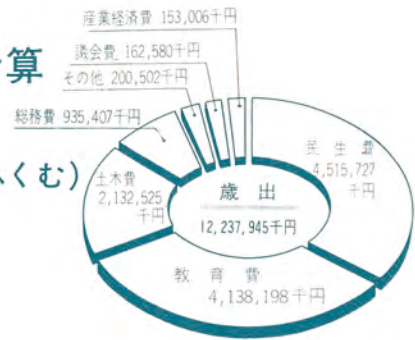 産業経済費 153,006千円
算
議会費 162,580千円
その他 200,502千円
総務費 935,407千円
くむ)
民生費
4,515,727
千円
土木費
2,132,525
千円
歳出
12,237,945千円
教育費
4,138,198千円